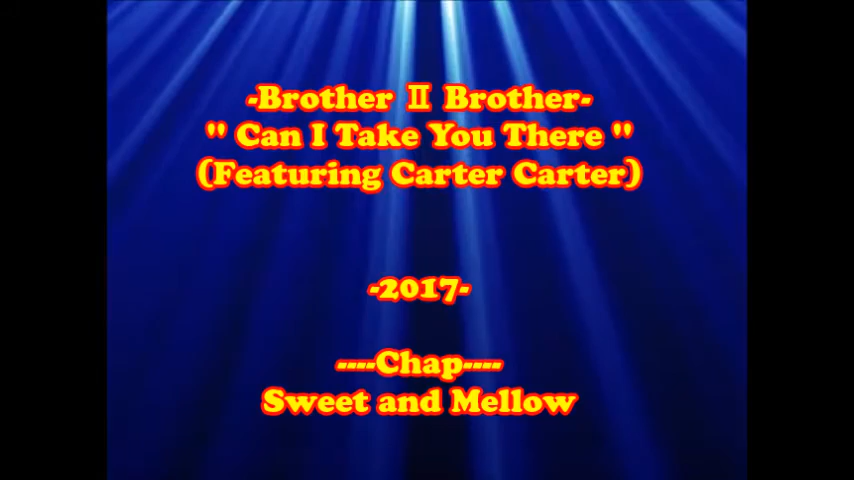 -Brother Ⅱ Brother-
" Can I Take You There "
(Featuring Carter Carter)
-2017-
----Chap----
Sweet and Mellow